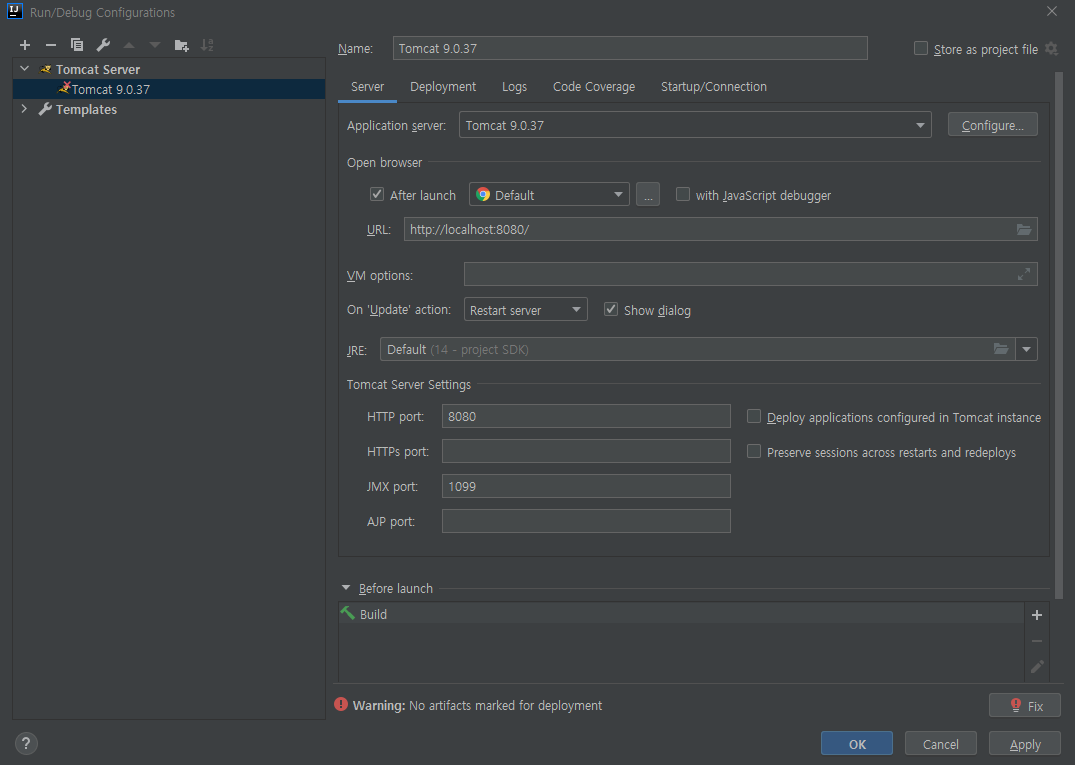 IJ Run/Debug Configurations
Name: Tomcat 9.0.37 Store as project file
Tomcat Server
Tomcat 9.0.37
Templates
Server Deployment Logs Code Coverage Startup/Connection
Application server: Tomcat 9.0.37 Configure...
Open browser
After launch Default ... with JavaScript debugger
URL: http://localhost:8080/
VM options:
On 'Update' action: Restart server Show dialog
JRE: Default (14 - project SDK)
Tomcat Server Settings
HTTP port: 8080 Deploy applications configured in Tomcat instance
HTTPs port: Preserve sessions across restarts and redeploys
JMX port: 1099
AJP port:
Before launch
Build
Warning: No artifacts marked for deployment Fix
? OK Cancel Apply